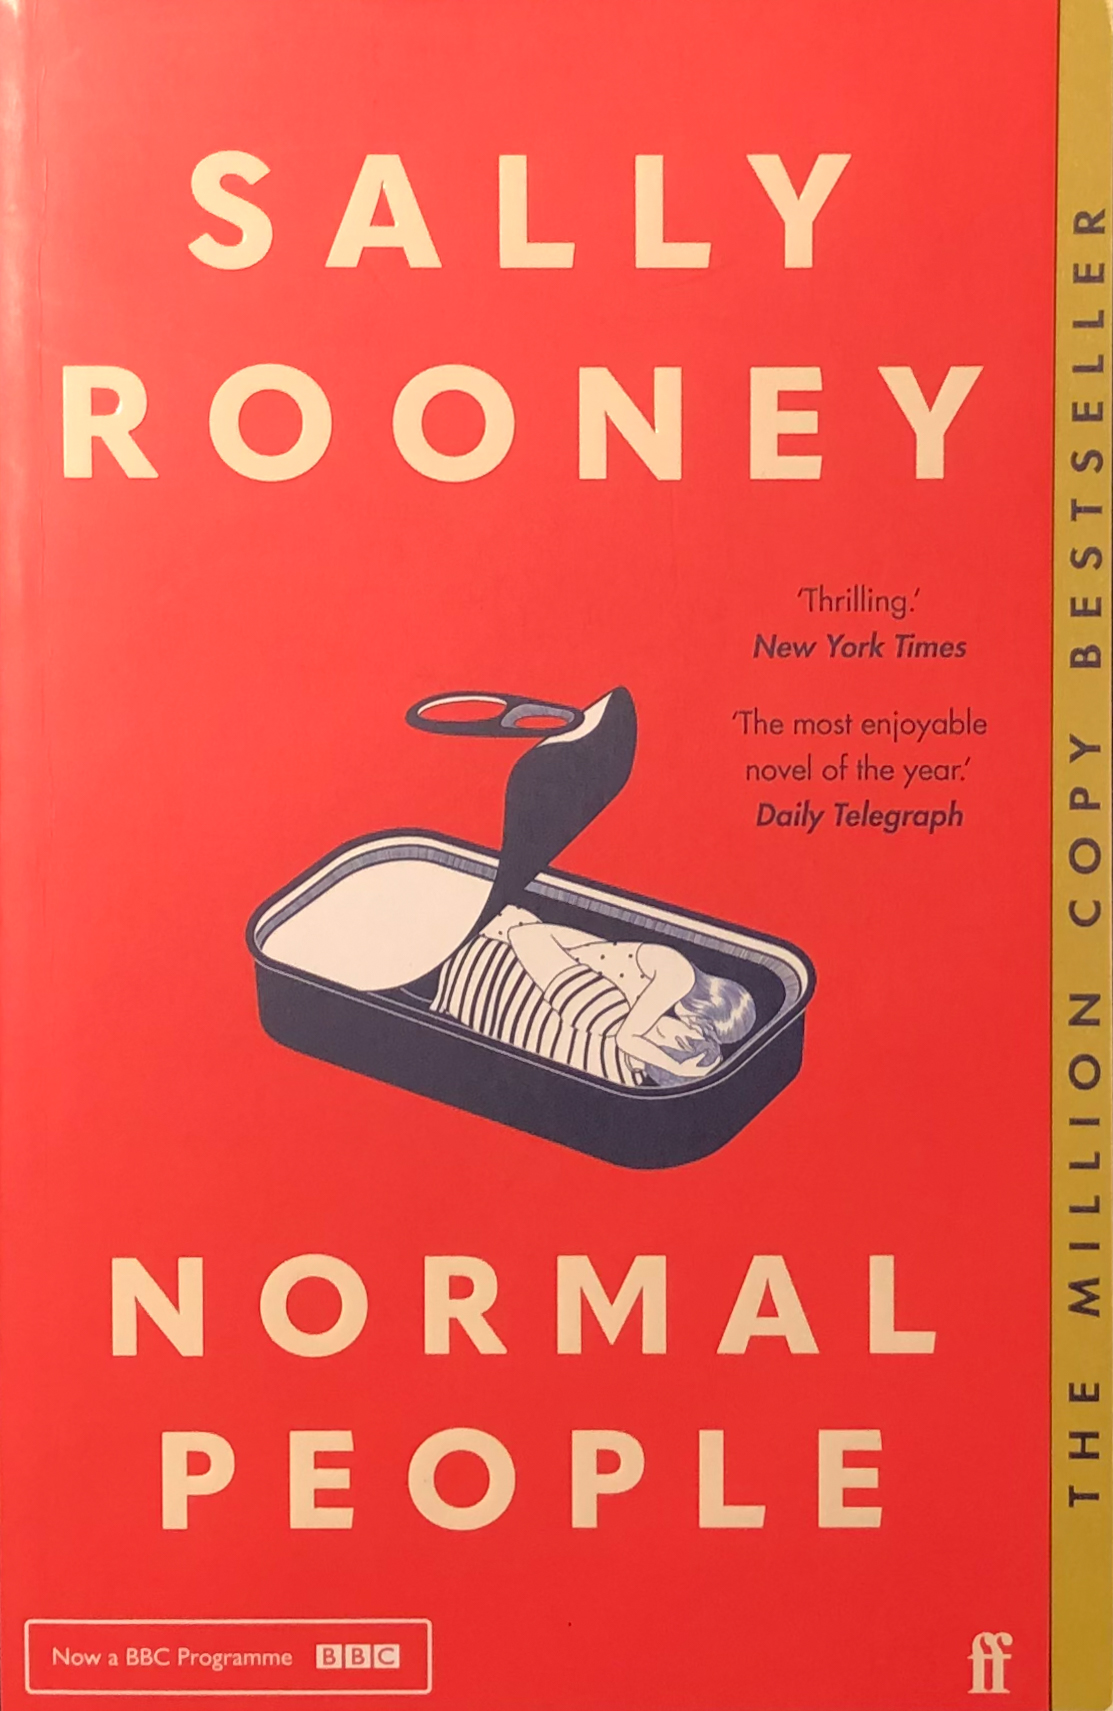 SALLY
ROONEY
'Thrilling.'
New York Times
'The most enjoyable
novel of the year.'
Daily Telegraph
NORMAL
PEOPLE
Now a BBC Programme BBC
ff
THE MILLION COPY BESTSELLER